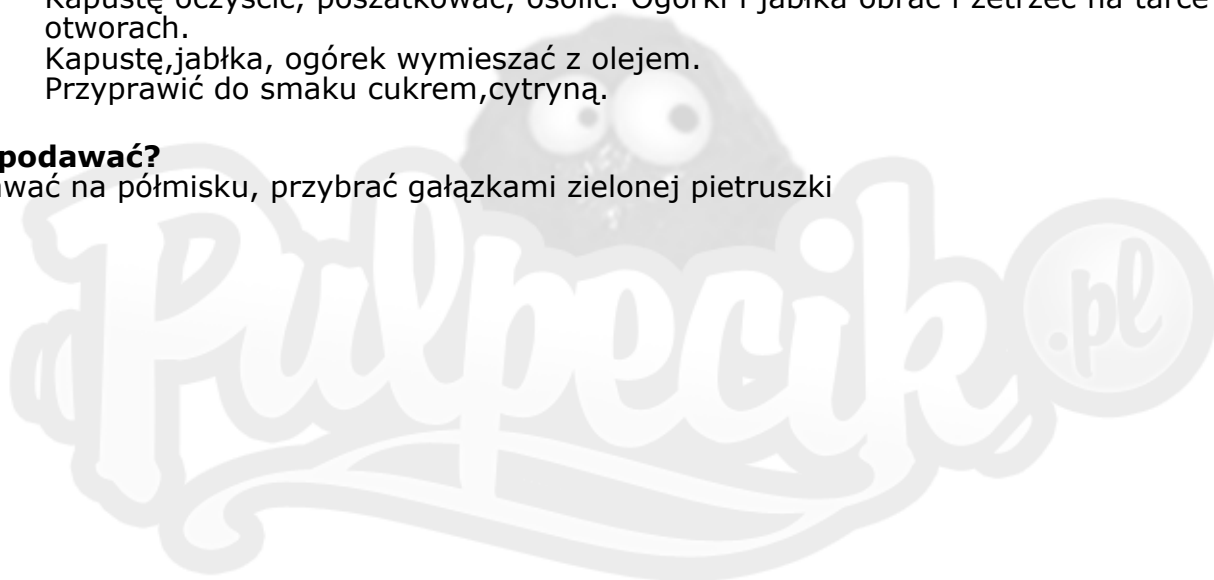 Kapustę oczyścić, poszatkować, osolić. Ogórki i jabłka obrać i zetrzeć na tarce
otworach.
Kapustę,jabłka, ogórek wymieszać z olejem.
Przyprawić do smaku cukrem,cytryną.
podawać?
wać na półmisku, przybrać gałązkami zielonej pietruszki
Pulpecik.pl